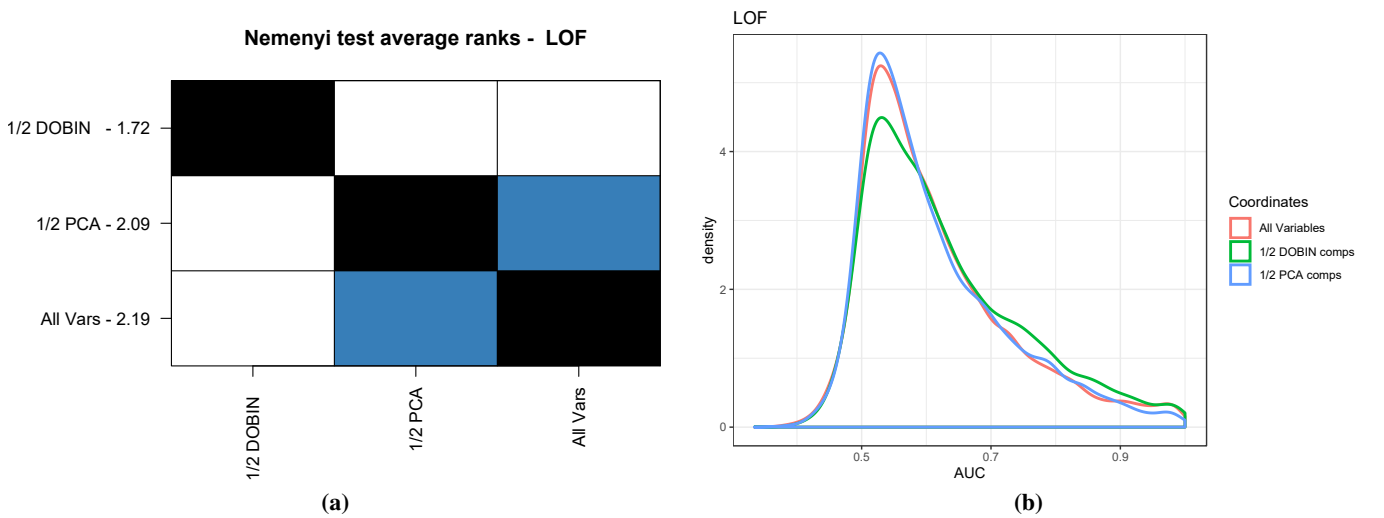 Nemenyi test average ranks -  LOF
1/2 DOBIN   - 1.72
1/2 PCA - 2.09
All Vars - 2.19
1/2 DOBIN
1/2 PCA
All Vars
(a)
LOF
density
4
2
0
0.5
0.7
0.9
AUC
Coordinates
All Variables
1/2 DOBIN comps
1/2 PCA comps
(b)